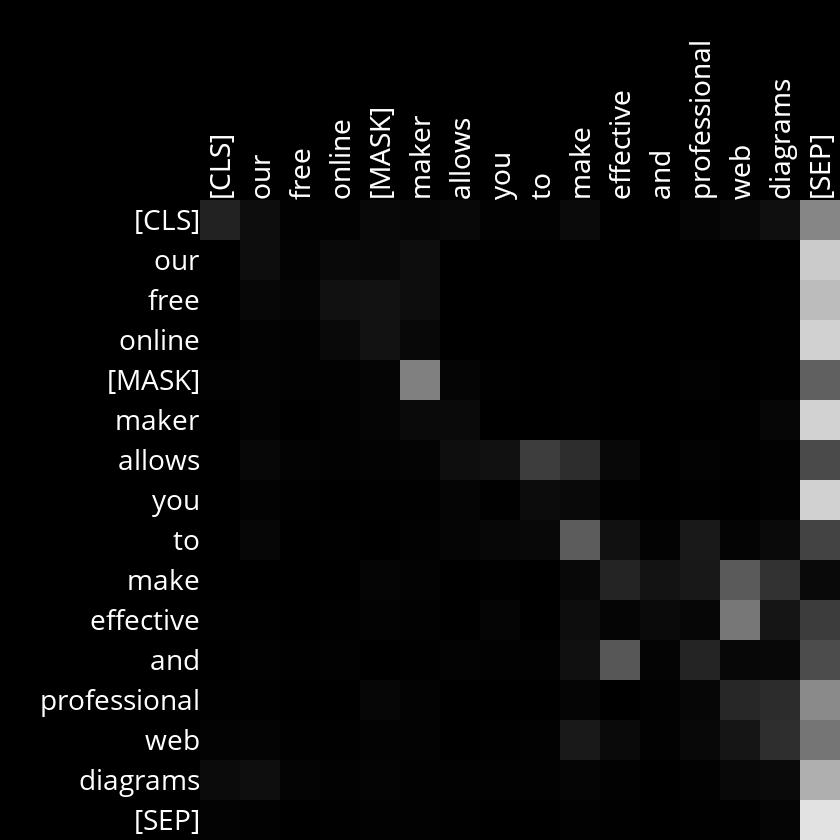 [CLS] our free online [MASK] maker allows you to make effective and professional web diagrams [SEP]
[CLS]
our
free
online
[MASK]
maker
allows
you
to
make
effective
and
professional
web
diagrams
[SEP]